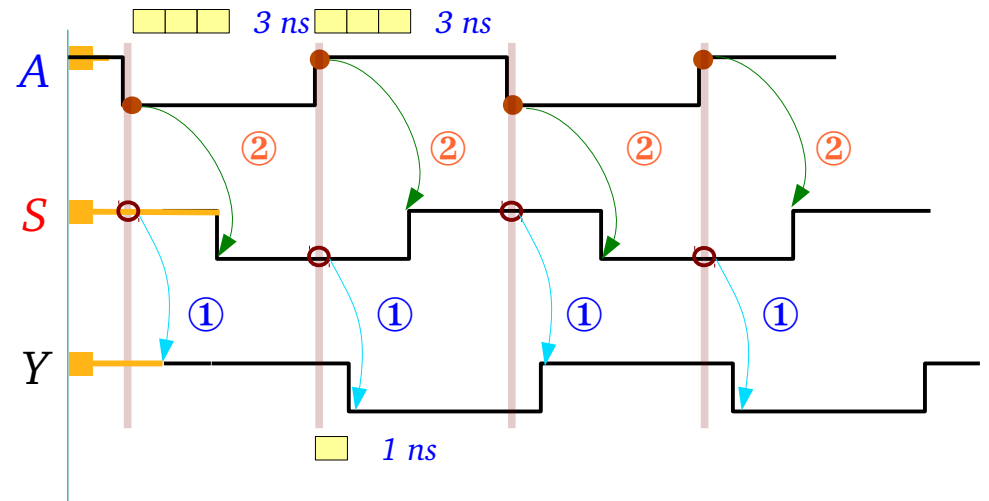 3 ns 3 ns
A
② ② ② ②
S
① ① ① ①
Y
1 ns